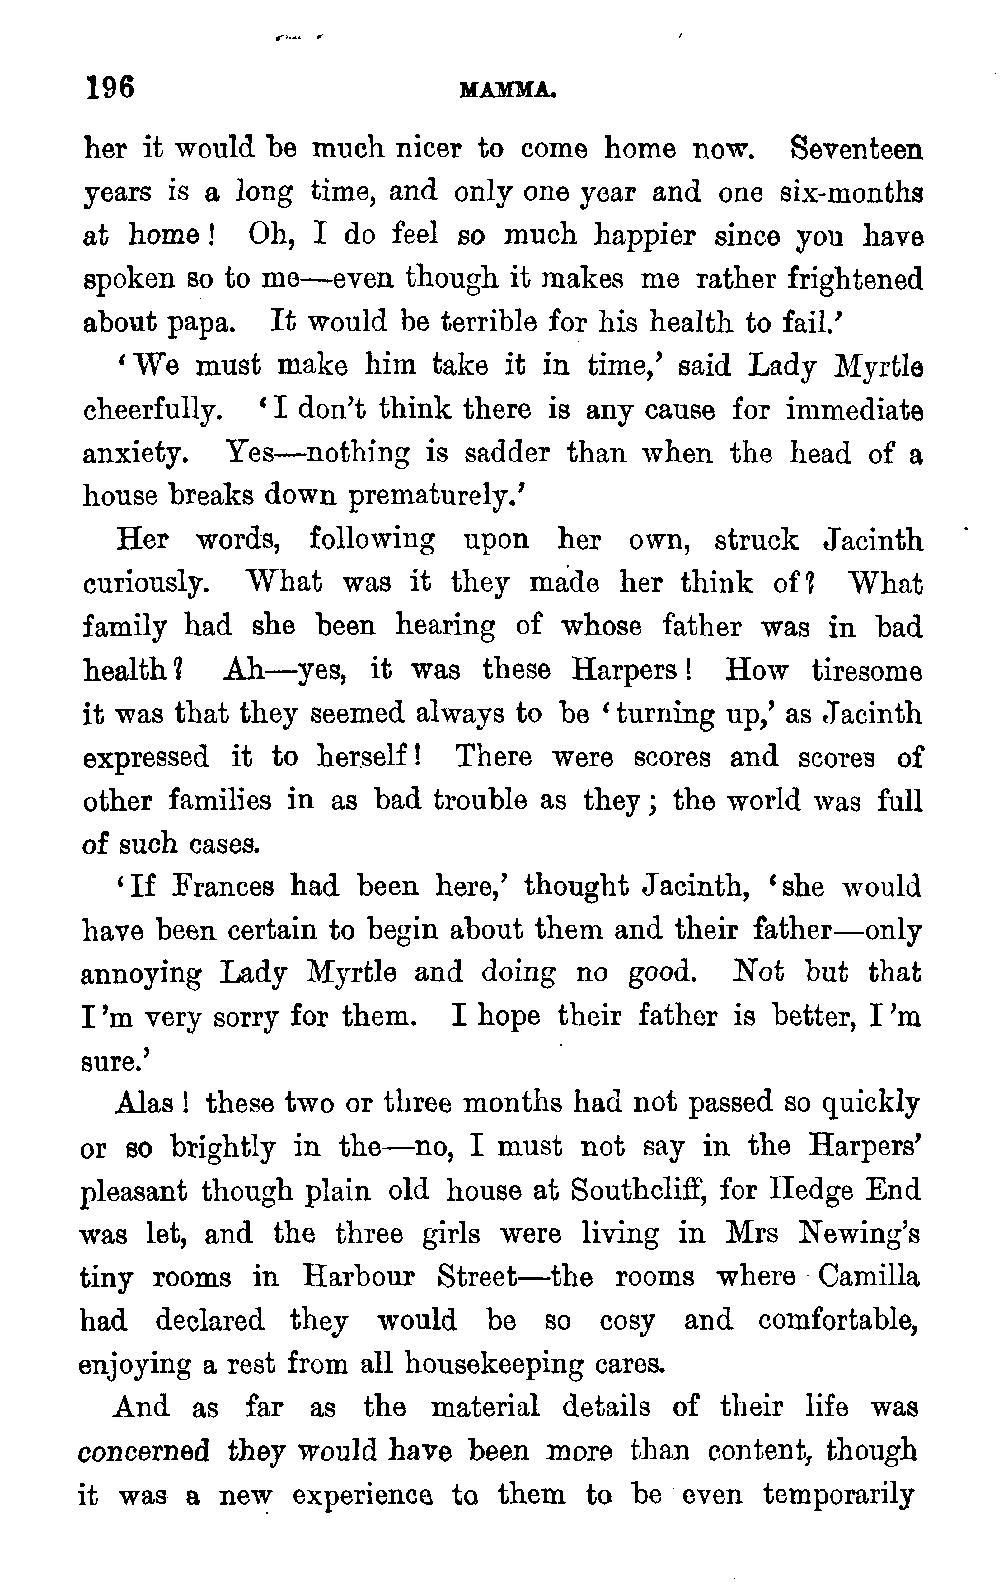 196 MAMMA.
her it would be much nicer to come home now. Seventeen
years is a long time, and only one year and one six-months
at home! Oh, I do feel so much happier since you have
spoken so to me—even though it makes me rather frightened
about papa. It would be terrible for his health to fail.’
‘We must make him take it in time,’ said Lady Myrtle
cheerfully. ‘I don’t think there is any cause for immediate
anxiety. Yes—nothing is sadder than when the head of a
house breaks down prematurely.’
Her words, following upon her own, struck Jacinth
curiously. What was it they made her think of? What
family had she been hearing of whose father was in bad
health? Ah—yes, it was these Harpers! How tiresome
it was that they seemed always to be ‘turning up,’ as Jacinth
expressed it to herself! There were scores and scores of
other families in as bad trouble as they; the world was full
of such cases.
‘If Frances had been here,’ thought Jacinth, ‘she would
have been certain to begin about them and their father—only
annoying Lady Myrtle and doing no good. Not but that
I’m very sorry for them. I hope their father is better, I’m
sure.’
Alas! these two or three months had not passed so quickly
or so brightly in the—no, I must not say in the Harpers’
pleasant though plain old house at Southcliff, for Hedge End
was let, and the three girls were living in Mrs Newing’s
tiny rooms in Harbour Street—the rooms where Camilla
had declared they would be so cosy and comfortable,
enjoying a rest from all housekeeping cares.
And as far as the material details of their life was
concerned they would have been more than content, though
it was a new experience to them to be even temporarily